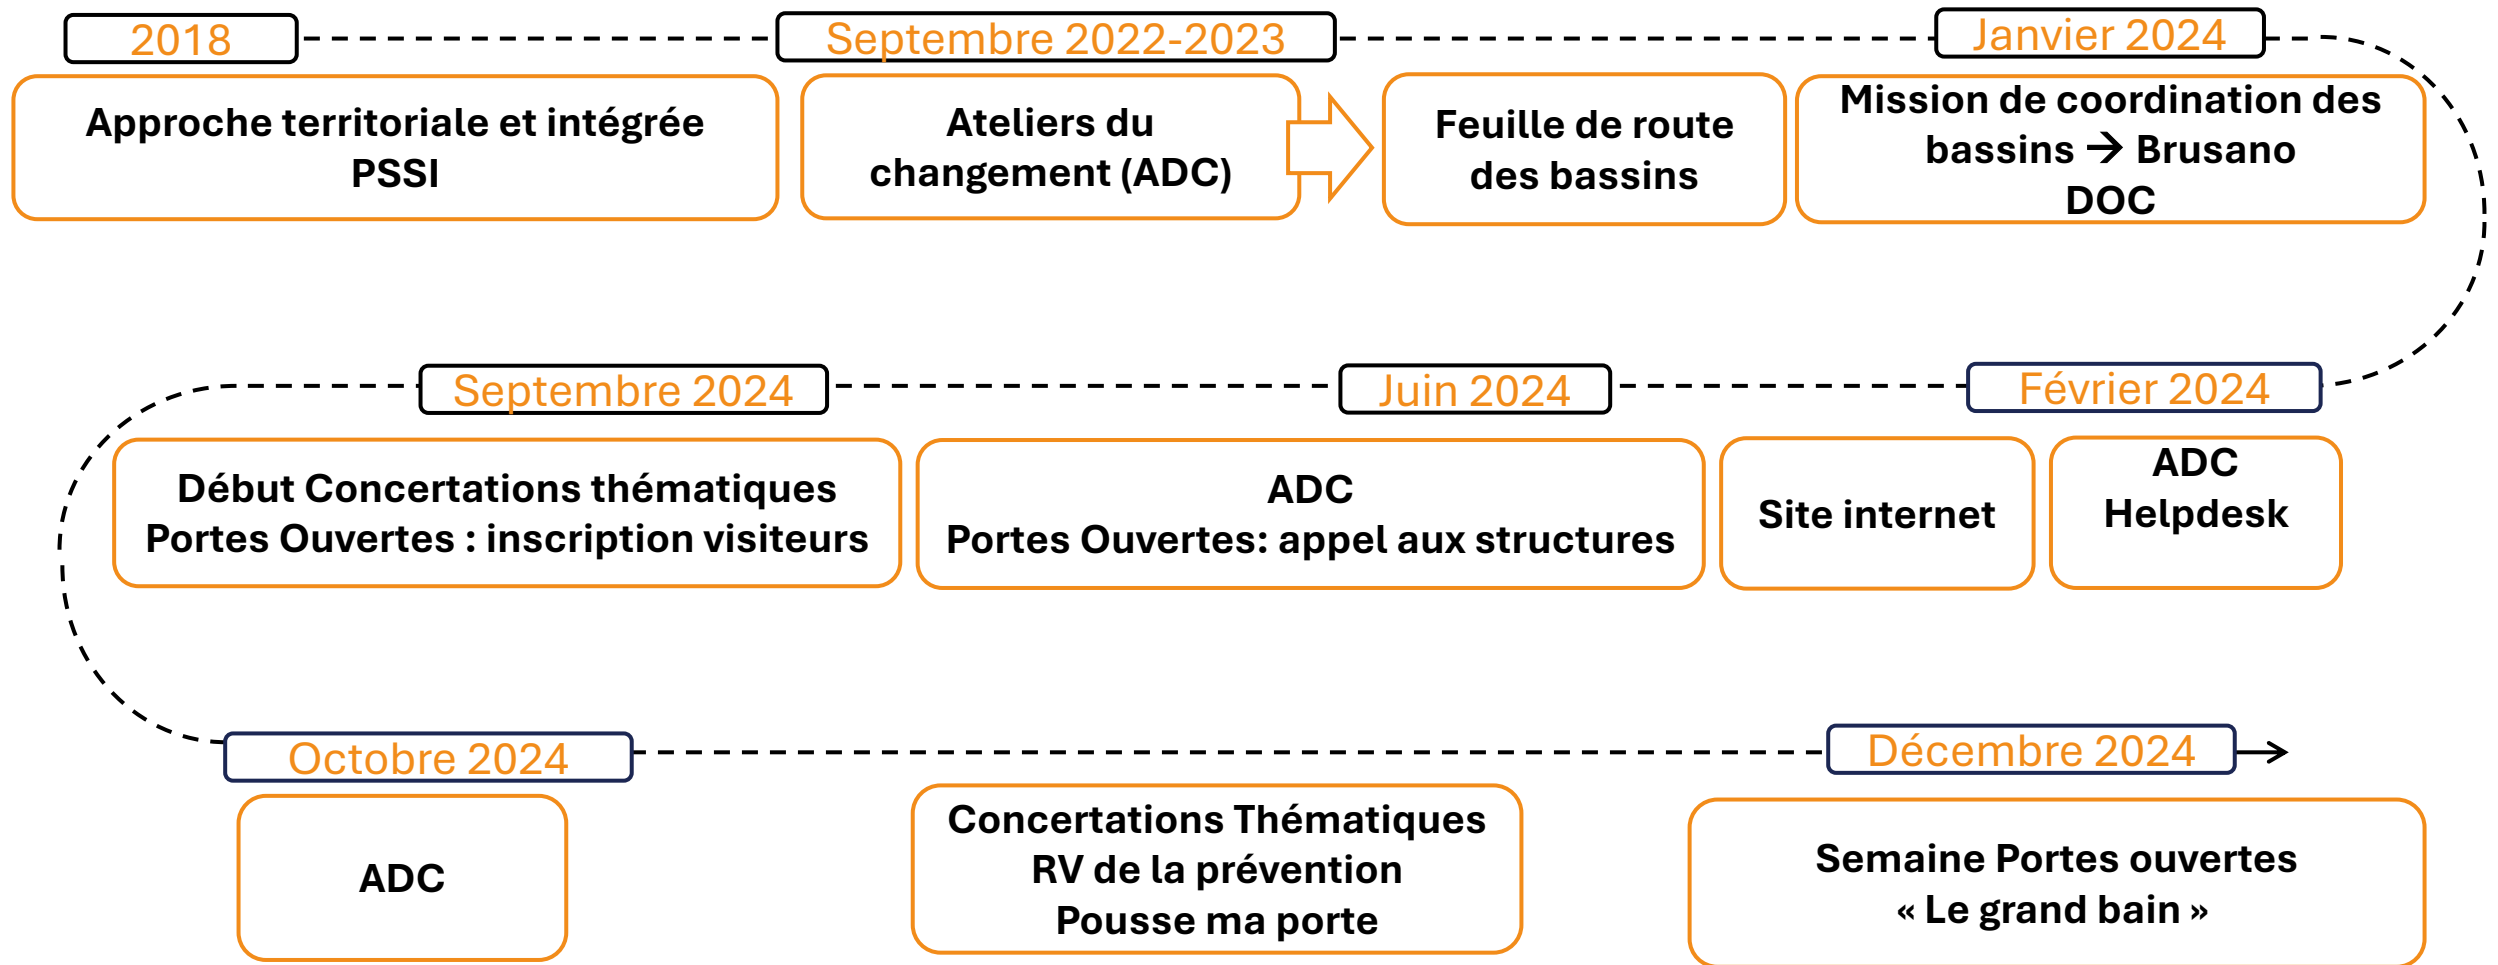 2018
Septembre 2022-2023
Janvier 2024
Approche territoriale et intégrée
PSSI
Ateliers du
changement (ADC)
Feuille de route
des bassins
Mission de coordination des
bassins → Brusano
DOC
Septembre 2024
Juin 2024
Février 2024
Début Concertations thématiques
Portes Ouvertes : inscription visiteurs
ADC
Portes Ouvertes: appel aux structures
Site internet
ADC
Helpdesk
Octobre 2024
Décembre 2024
ADC
Concertations Thématiques
RV de la prévention
Pousse ma porte
Semaine Portes ouvertes
« Le grand bain »